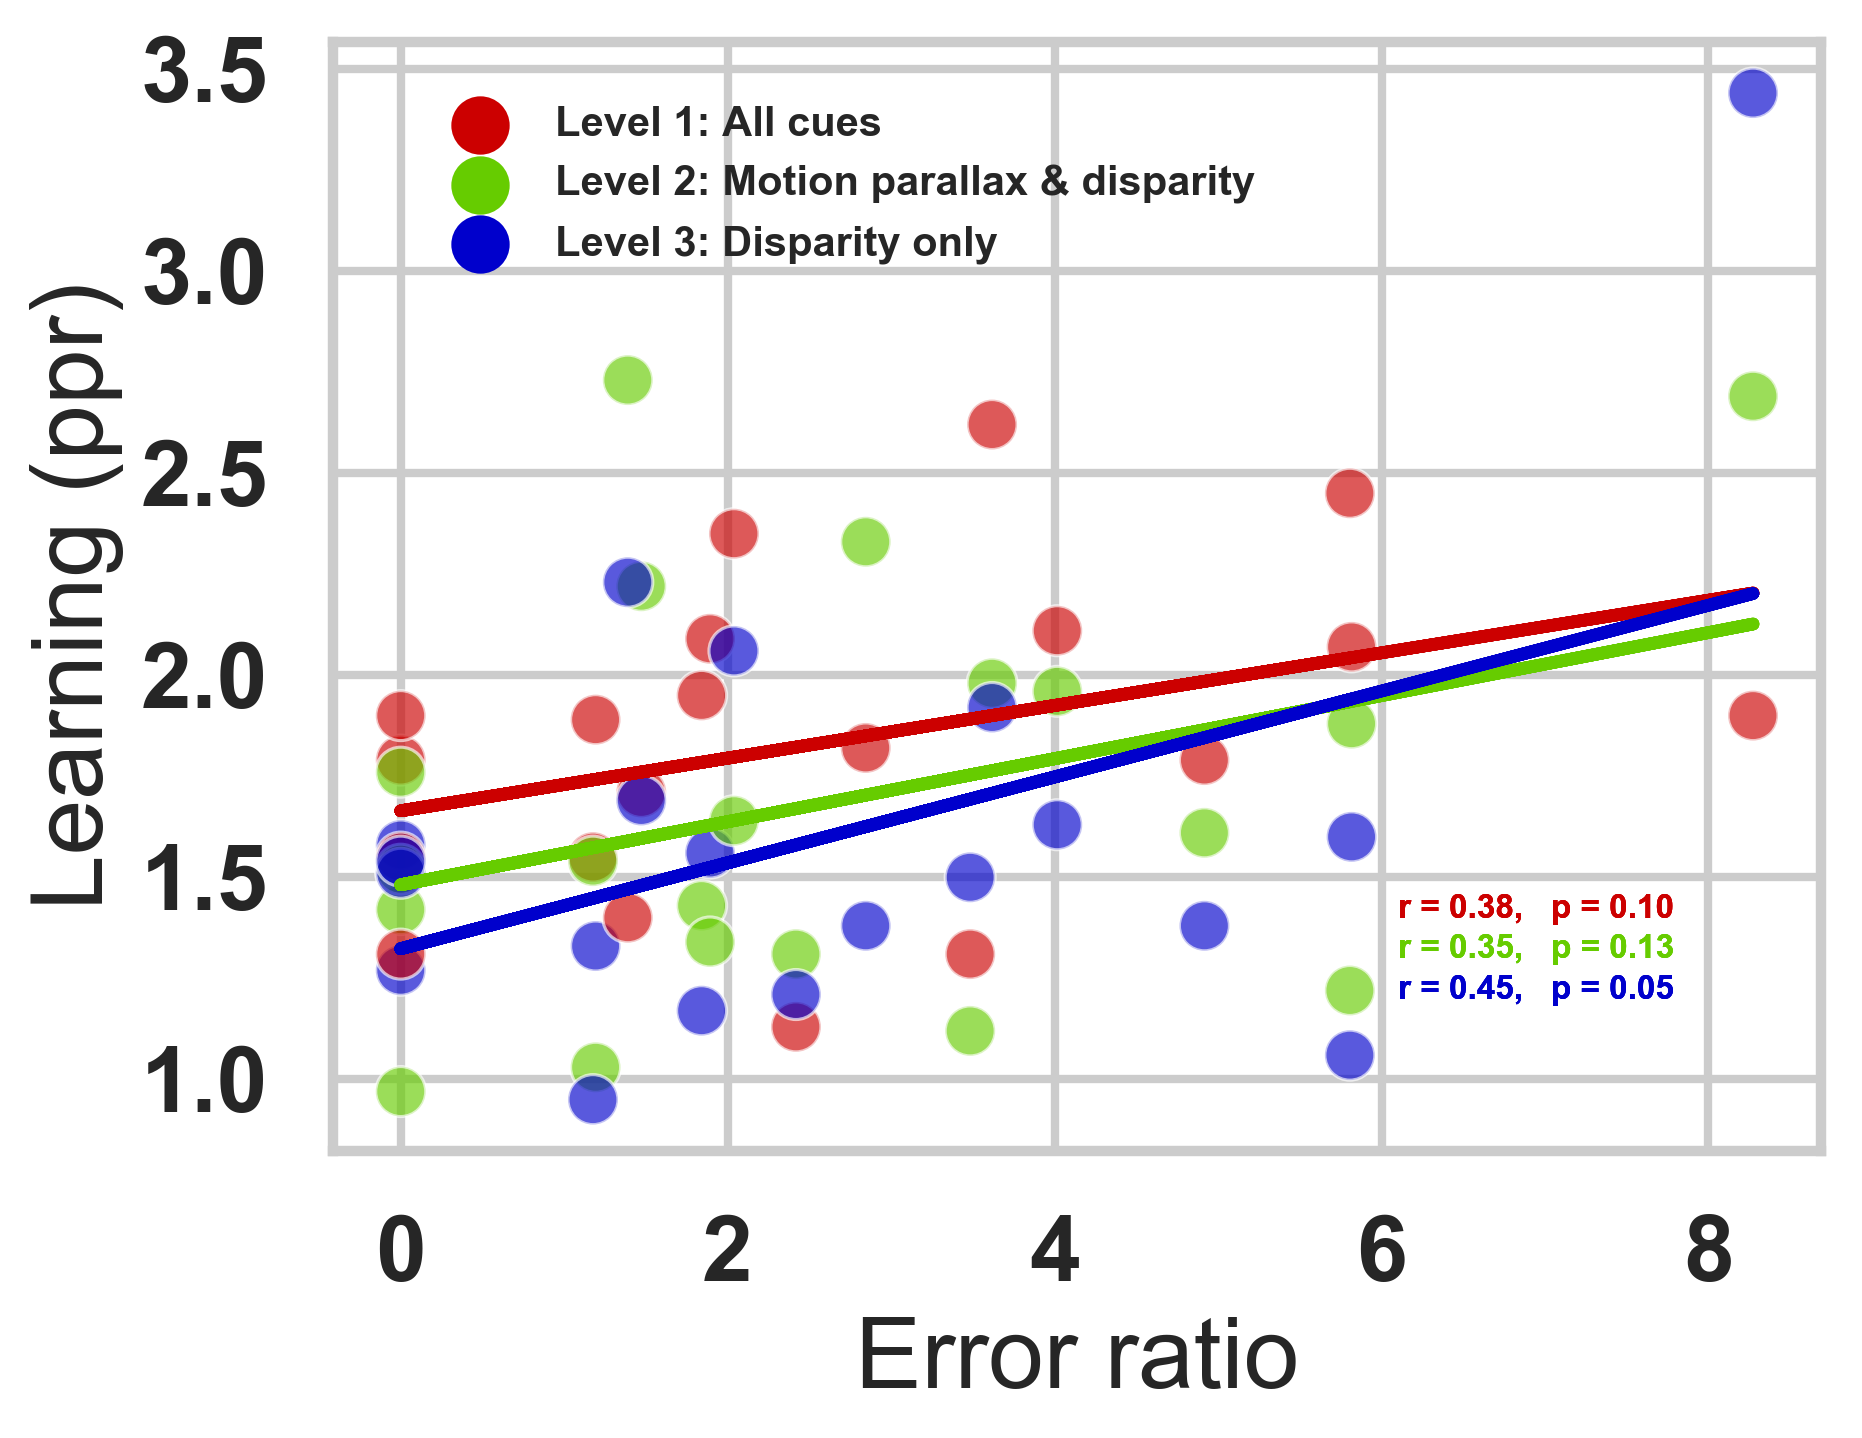 3.5
Level 1: All cues
Level 2: Motion parallax & disparity
Level 3: Disparity only
3.0
2.5
2.0
1.5
1.0
Learning (ppr)
r = 0.38, p = 0.10
r = 0.35, p = 0.13
r = 0.45, p = 0.05
0 2 4 6 8
Error ratio